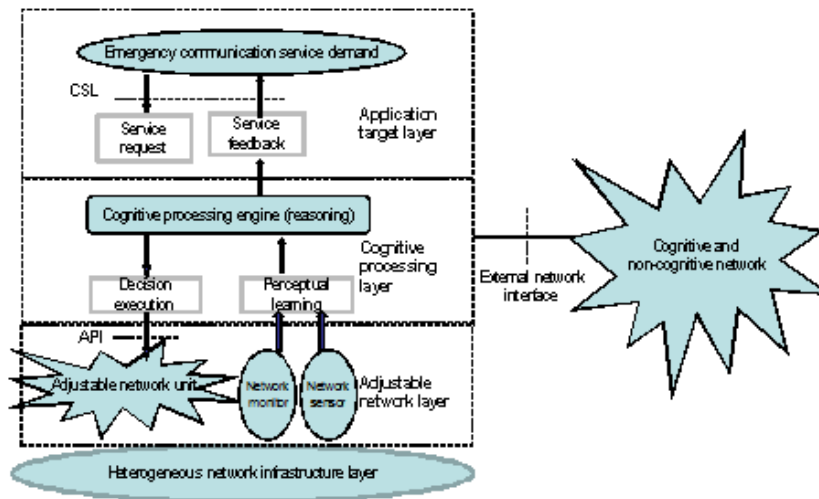 Emergency communication service demand
CSL
Service
request
Service
feedback
Application
target layer
Cognitive processing engine (reasoning)
Cognitive
processing
layer
Decision
execution
Perceptual
learning
External network
interface
Cognitive and
non-cognitive network
API
Adjustable network unit
Network
monitor
Network
sensor
Adjustable
network layer
Heterogeneous network infrastructure layer